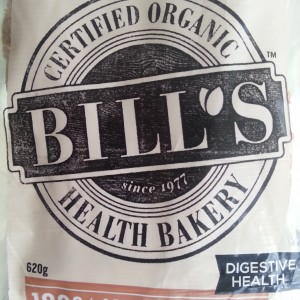 CERTIFIED ORGANIC
™
BILL'S
since 1977
HEALTH BAKERY
620g
DIGESTIVE
HEALTH